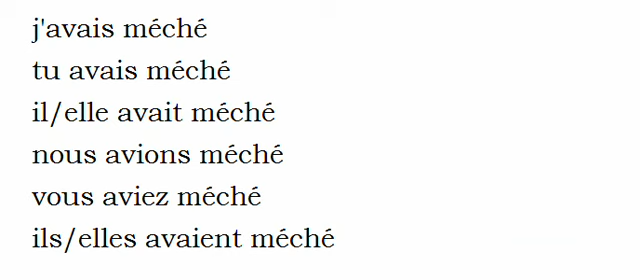 j'avais méché
tu avais méché
il/elle avait méché
nous avions méché
vous aviez méché
ils/elles avaient méché